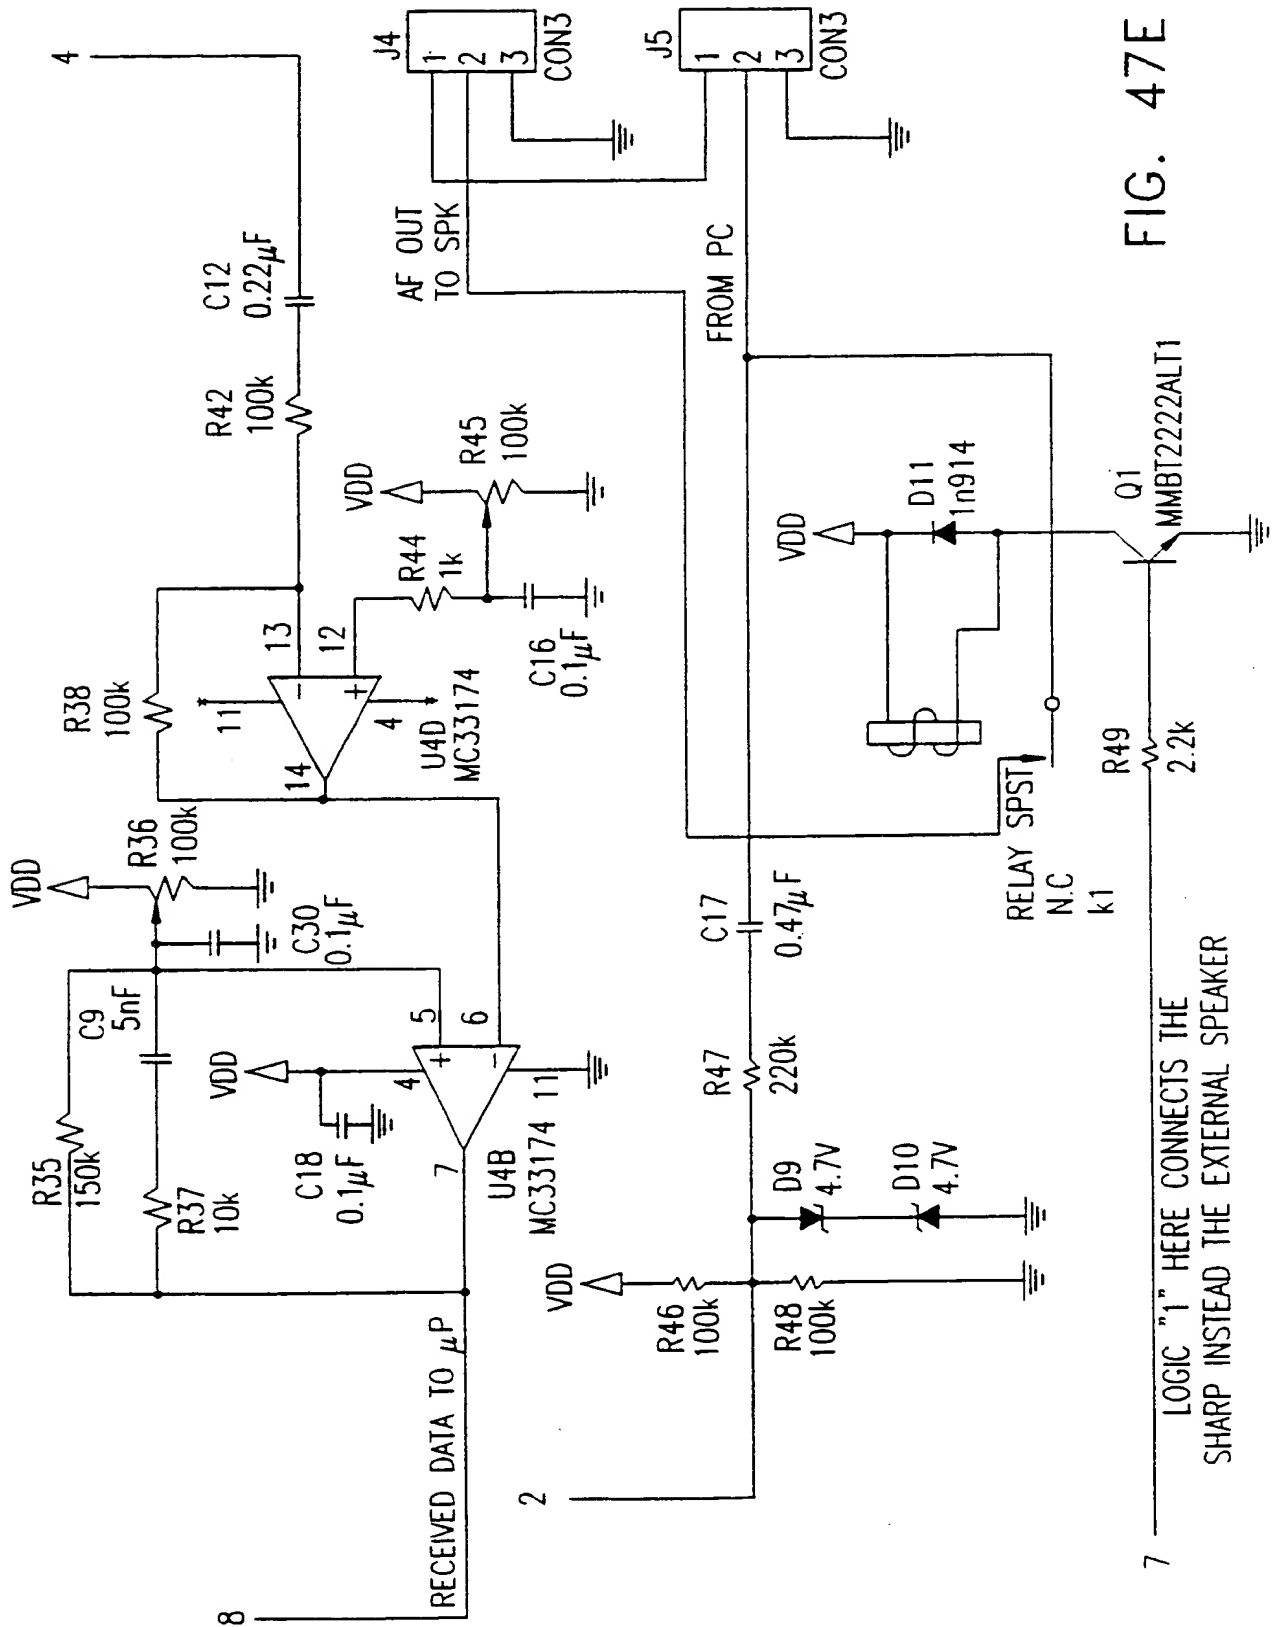 4
J4
1
2
3
CON3
J5
1
2
3
CON3
AF OUT
TO SPK
FROM PC
C12
0.22µF
R42
100k
R38
100k
13
12
11
4
14
U4D
MC33174
VDD
R44
1k
R45
100k
C16
0.1µF
VDD
R36
100k
C30
0.1µF
R35
150k
C9
5nF
R37
10k
VDD
C18
0.1µF
5
6
4
11
7
U4B
MC33174
RECEIVED DATA TO µP
8
2
VDD
R46
100k
R48
100k
D9
4.7V
D10
4.7V
R47
220k
C17
0.47µF
VDD
D11
1n914
RELAY SPST
N.C
k1
Q1
MMBT2222ALT1
R49
2.2k
7
LOGIC "1" HERE CONNECTS THE
SHARP INSTEAD THE EXTERNAL SPEAKER
FIG. 47E